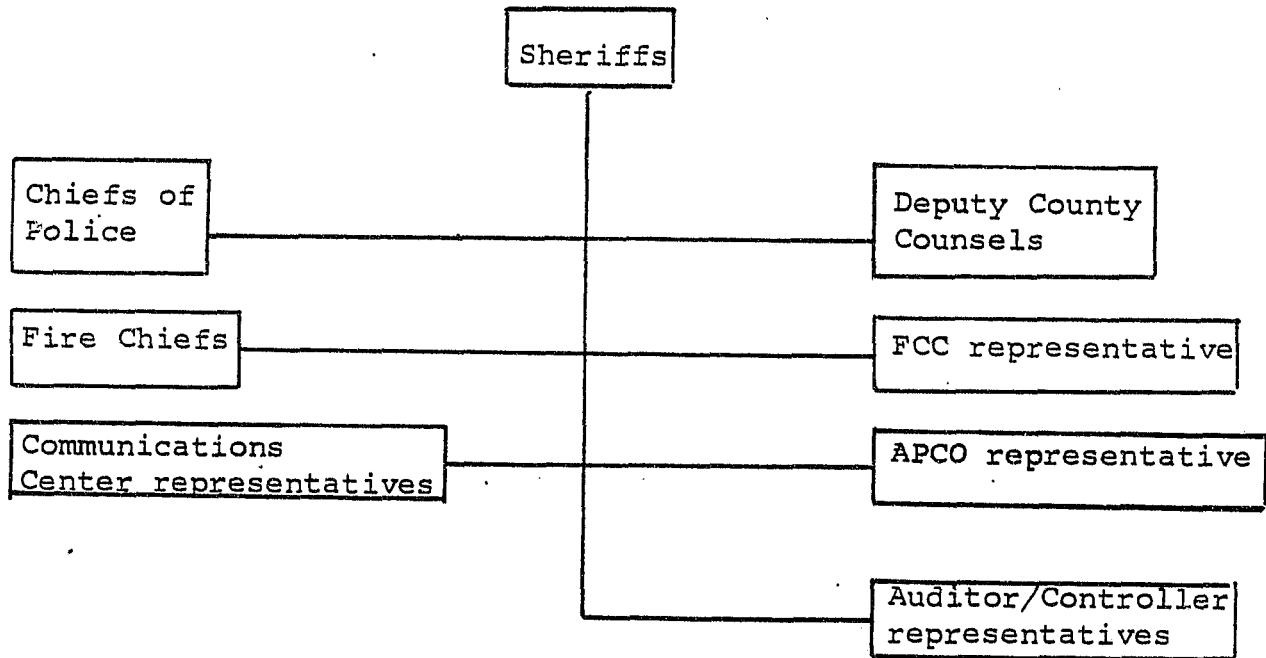 Sheriffs
Chiefs of
Police
Deputy County
Counsels
Fire Chiefs
FCC representative
Communications
Center representatives
APCO representative
Auditor/Controller
representatives